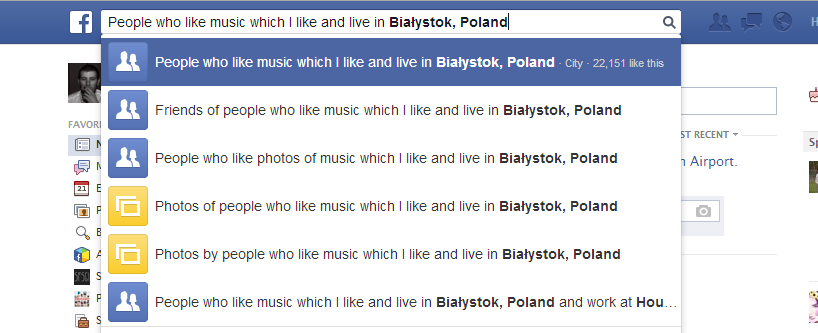 f
People who like music which I like and live in Białystok, Poland
People who like music which I like and live in Białystok, Poland · City · 22,151 like this
Friends of people who like music which I like and live in Białystok, Poland
People who like photos of music which I like and live in Białystok, Poland
Photos of people who like music which I like and live in Białystok, Poland
Photos by people who like music which I like and live in Białystok, Poland
People who like music which I like and live in Białystok, Poland and work at Hou…
H
FAVOR
N
M
21 E
P
A
S
P
S
ST RECENT
n Airport.
Sp